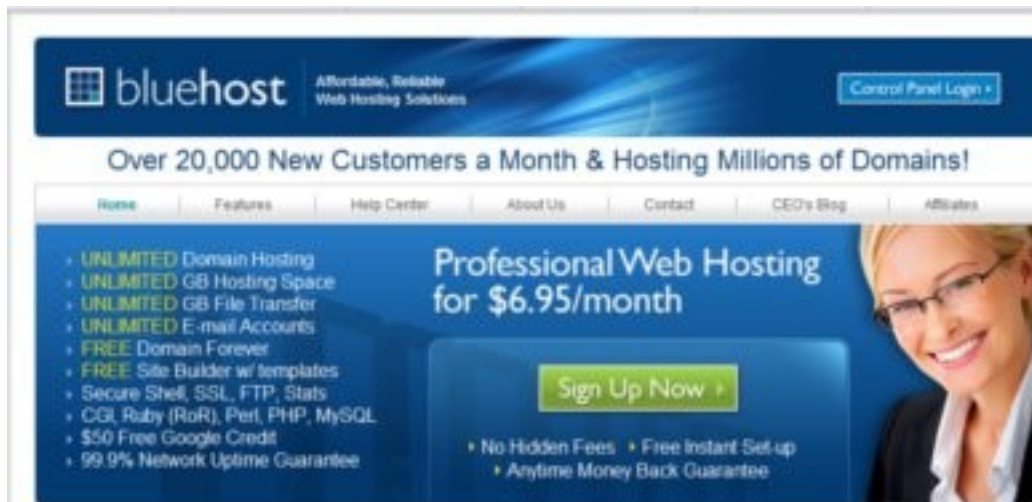 bluehost
Affordable, Reliable
Web Hosting Solutions
Control Panel Login
Over 20,000 New Customers a Month & Hosting Millions of Domains!
Home Features Help Center About Us Contact CEO's Blog Affiliates
UNLIMITED Domain Hosting
UNLIMITED GB Hosting Space
UNLIMITED GB File Transfer
UNLIMITED E-mail Accounts
FREE Domain Forever
FREE Site Builder w/ templates
Secure Shell, SSL, FTP, Stats
CGI, Ruby (RoR), Perl, PHP, MySQL
$50 Free Google Credit
99.9% Network Uptime Guarantee
Professional Web Hosting
for $6.95/month
Sign Up Now
No Hidden Fees Free Instant Set-up
Anytime Money Back Guarantee